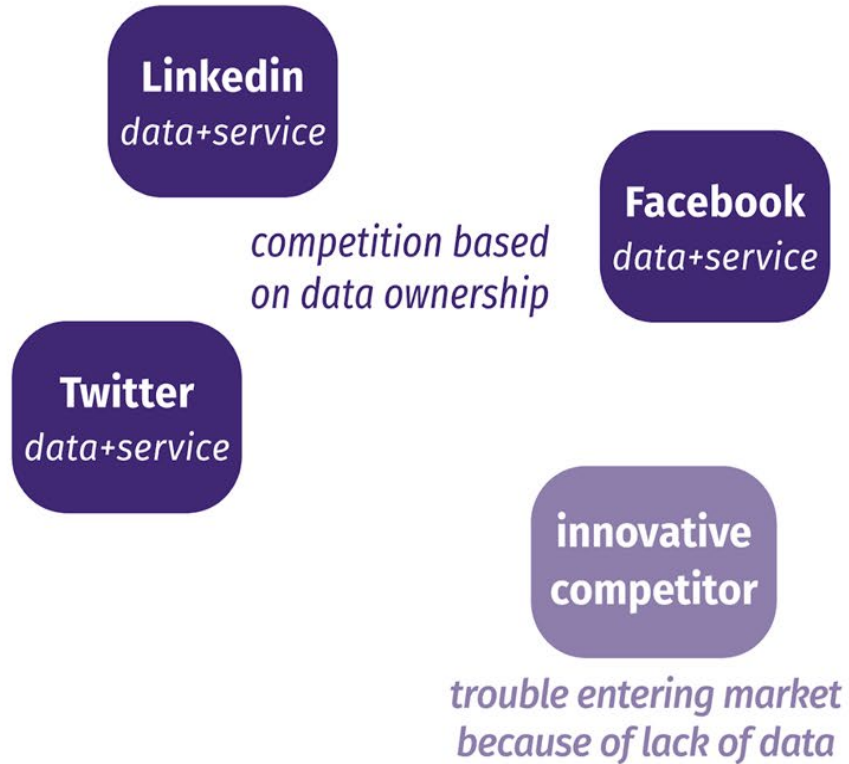 Linkedin
data+service
Facebook
data+service
competition based
on data ownership
Twitter
data+service
innovative
competitor
trouble entering market
because of lack of data